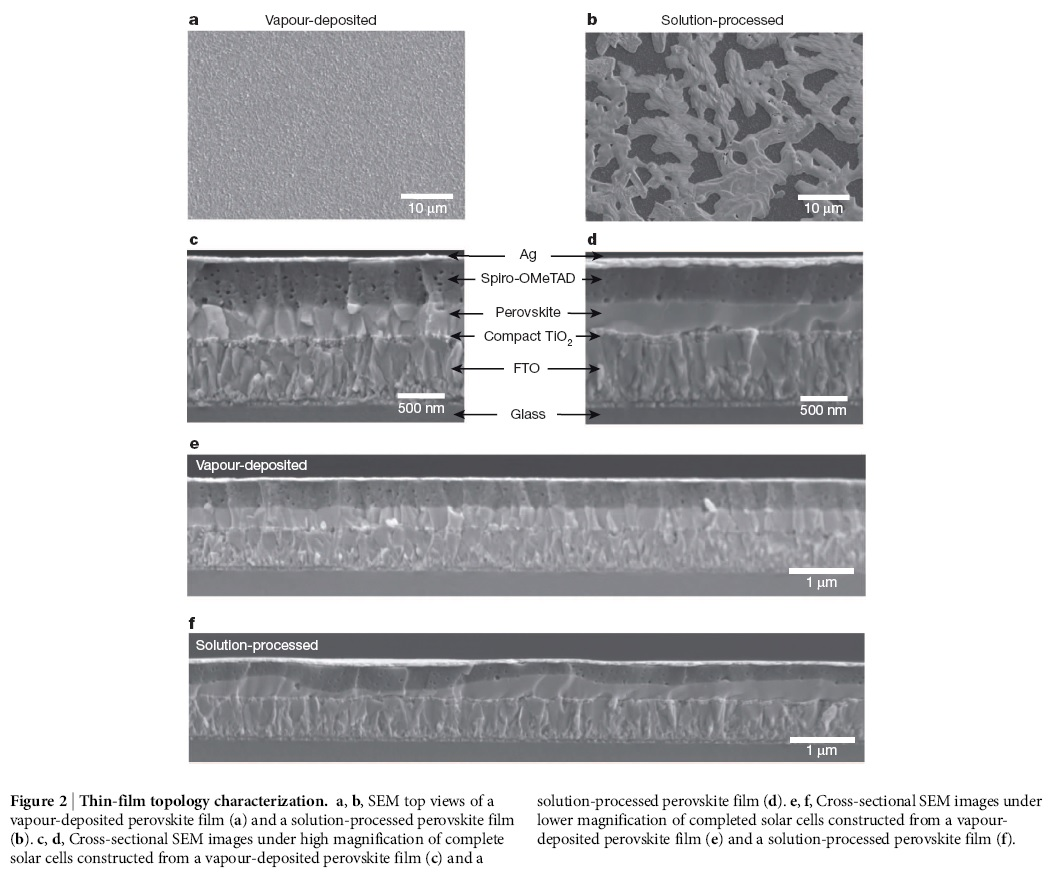 a
Vapour-deposited
b
Solution-processed
10 μm
10 μm
c
d
Ag
Spiro-OMeTAD
Perovskite
Compact TiO2
FTO
Glass
500 nm
500 nm
e
Vapour-deposited
1 μm
f
Solution-processed
1 μm
Figure 2 | Thin-film topology characterization. a, b, SEM top views of a
vapour-deposited perovskite film (a) and a solution-processed perovskite film
(b). c, d, Cross-sectional SEM images under high magnification of complete
solar cells constructed from a vapour-deposited perovskite film (c) and a
solution-processed perovskite film (d). e, f, Cross-sectional SEM images under
lower magnification of completed solar cells constructed from a vapour-
deposited perovskite film (e) and a solution-processed perovskite film (f).